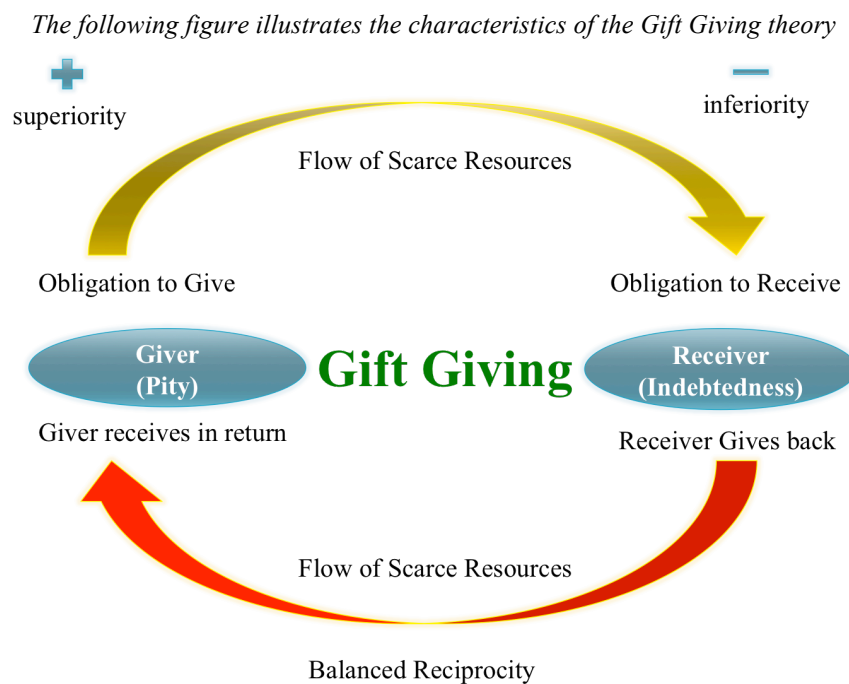 The following figure illustrates the characteristics of the Gift Giving theory
superiority
inferiority
Flow of Scarce Resources
Obligation to Give
Obligation to Receive
Giver
(Pity)
Gift Giving
Receiver
(Indebtedness)
Giver receives in return
Receiver Gives back
Flow of Scarce Resources
Balanced Reciprocity